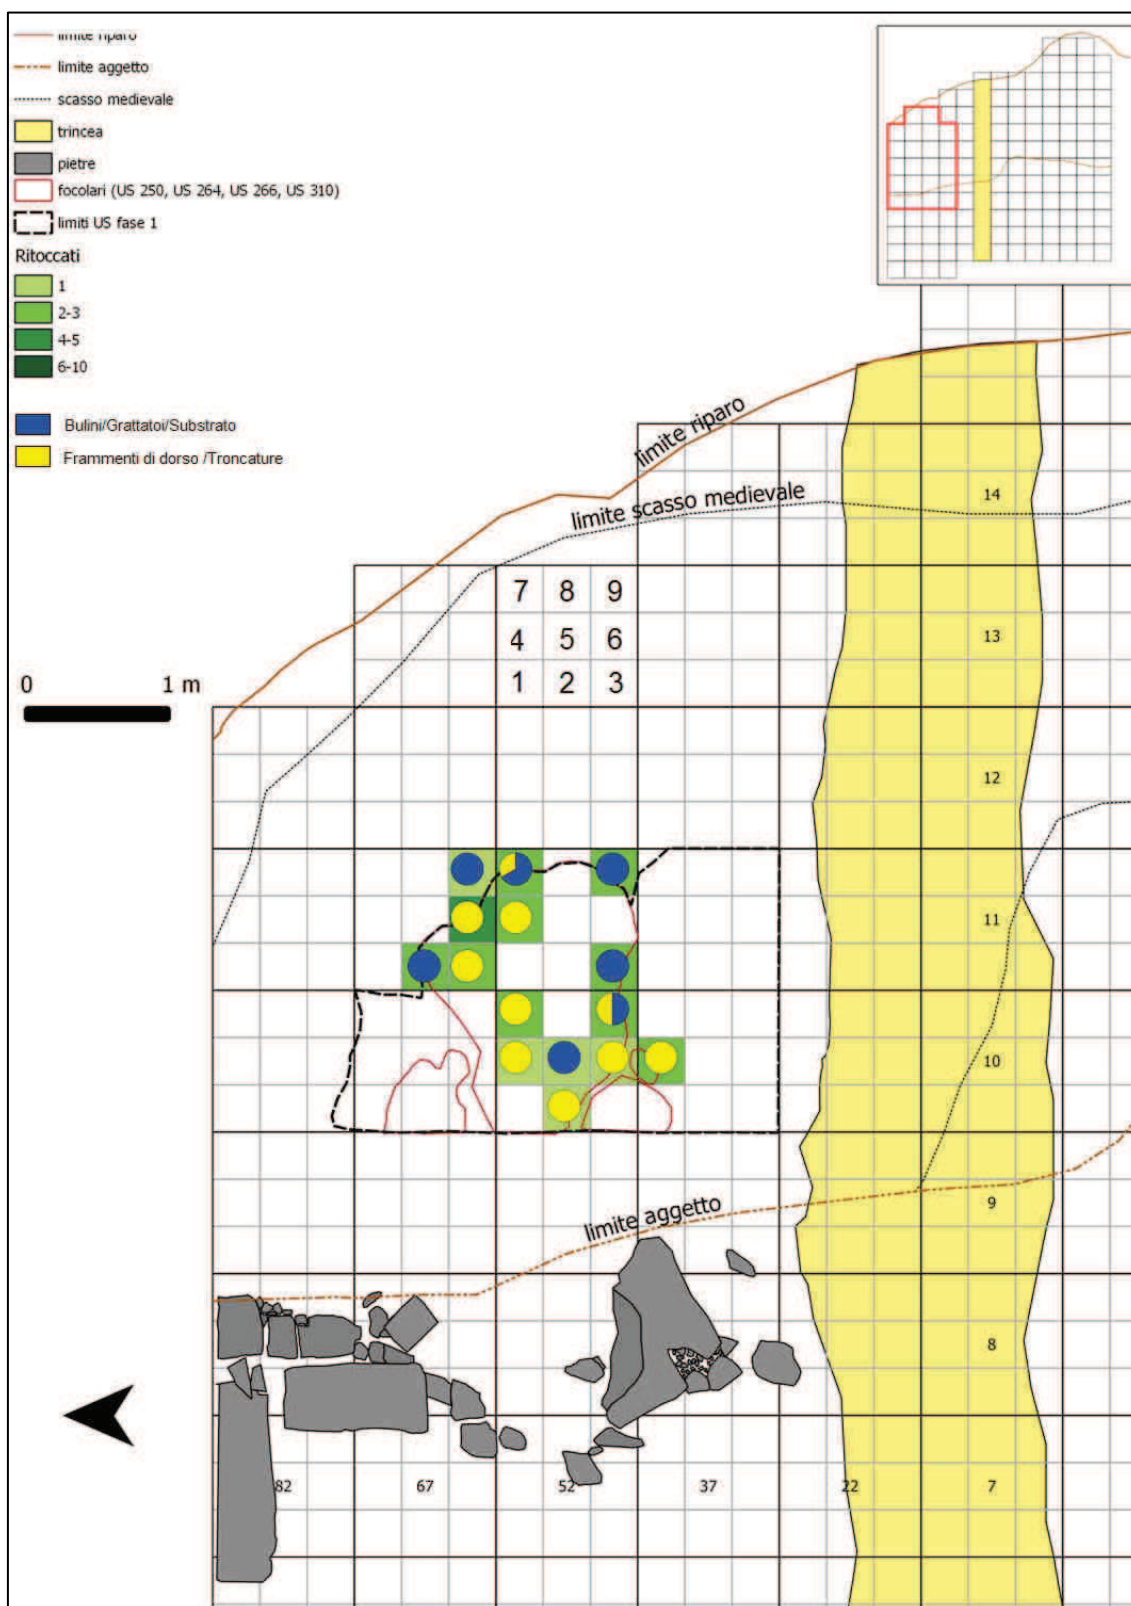 limite riparo
limite aggetto
scasso medievale
trincea
pietre
focolari (US 250, US 264, US 266, US 310)
limiti US fase 1
Ritoccati
1
2-3
4-5
6-10
Bulini/Grattatoi/Substrato
Frammenti di dorso /Troncature
limite riparo
limite scasso medievale
14
7 8 9
4 5 6
13
1 2 3
0 1 m
12
11
10
limite aggetto
9
8
82 67 52 37 22 7